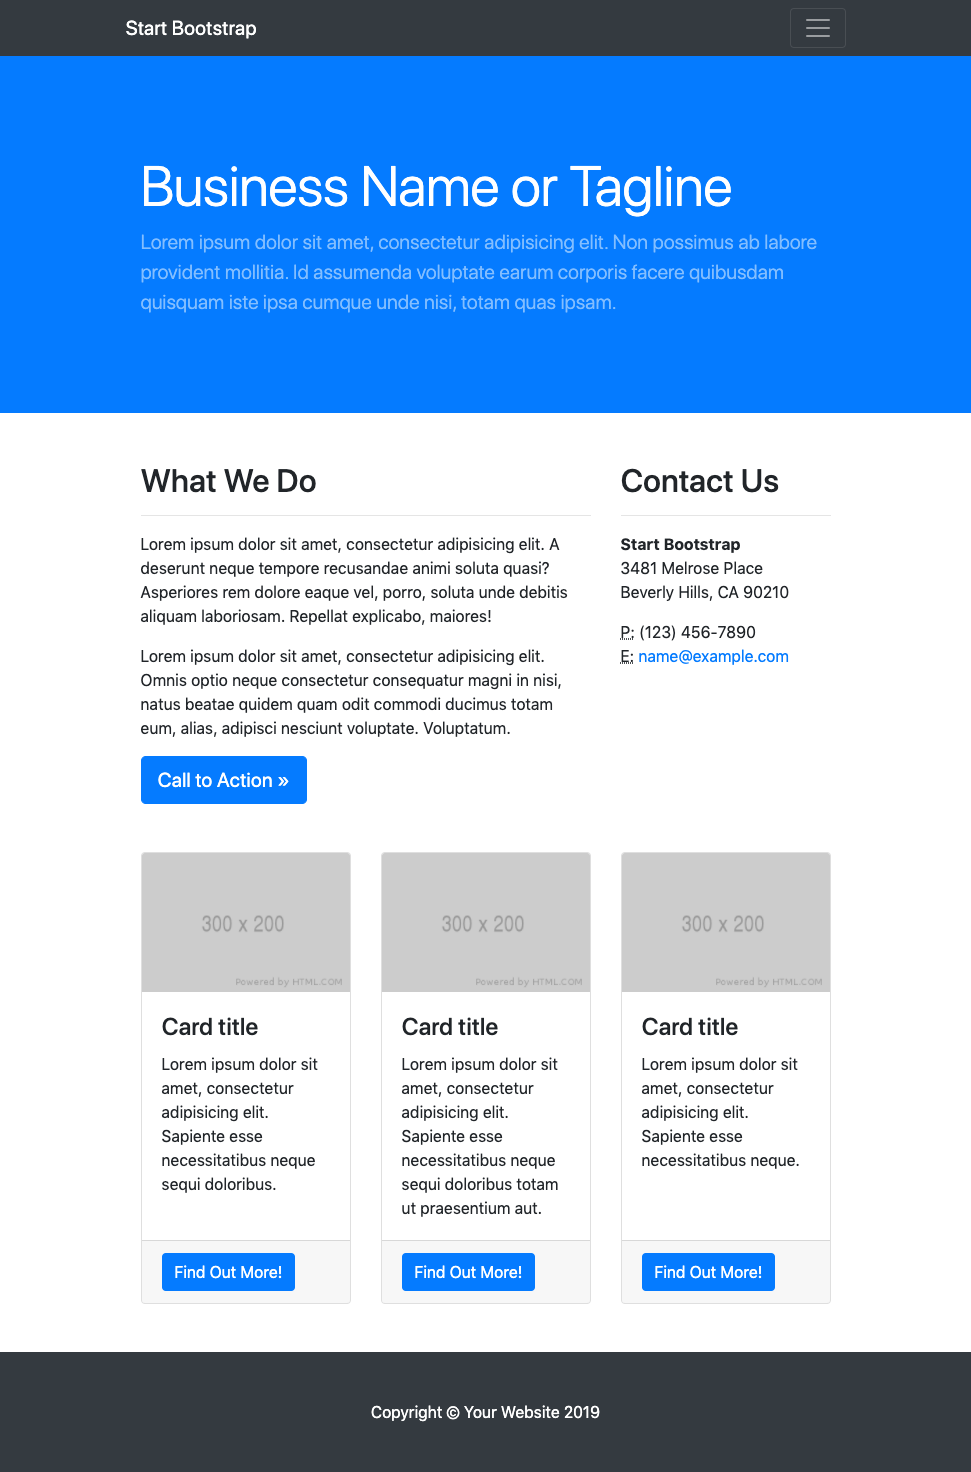 Start Bootstrap
Business Name or Tagline
Lorem ipsum dolor sit amet, consectetur adipisicing elit. Non possimus ab labore
provident mollitia. Id assumenda voluptate earum corporis facere quibusdam
quisquam iste ipsa cumque unde nisi, totam quas ipsam.
What We Do
Lorem ipsum dolor sit amet, consectetur adipisicing elit. A
deserunt neque tempore recusandae animi soluta quasi?
Asperiores rem dolore eaque vel, porro, soluta unde debitis
aliquam laboriosam. Repellat explicabo, maiores!
Lorem ipsum dolor sit amet, consectetur adipisicing elit.
Omnis optio neque consectetur consequatur magni in nisi,
natus beatae quidem quam odit commodi ducimus totam
eum, alias, adipisci nesciunt voluptate. Voluptatum.
Call to Action »
Contact Us
Start Bootstrap
3481 Melrose Place
Beverly Hills, CA 90210
P: (123) 456-7890
E: name@example.com
300 x 200
Powered by HTML.COM
Card title
Lorem ipsum dolor sit
amet, consectetur
adipisicing elit.
Sapiente esse
necessitatibus neque
sequi doloribus.
Find Out More!
300 x 200
Powered by HTML.COM
Card title
Lorem ipsum dolor sit
amet, consectetur
adipisicing elit.
Sapiente esse
necessitatibus neque
sequi doloribus totam
ut praesentium aut.
Find Out More!
300 x 200
Powered by HTML.COM
Card title
Lorem ipsum dolor sit
amet, consectetur
adipisicing elit.
Sapiente esse
necessitatibus neque.
Find Out More!
Copyright © Your Website 2019